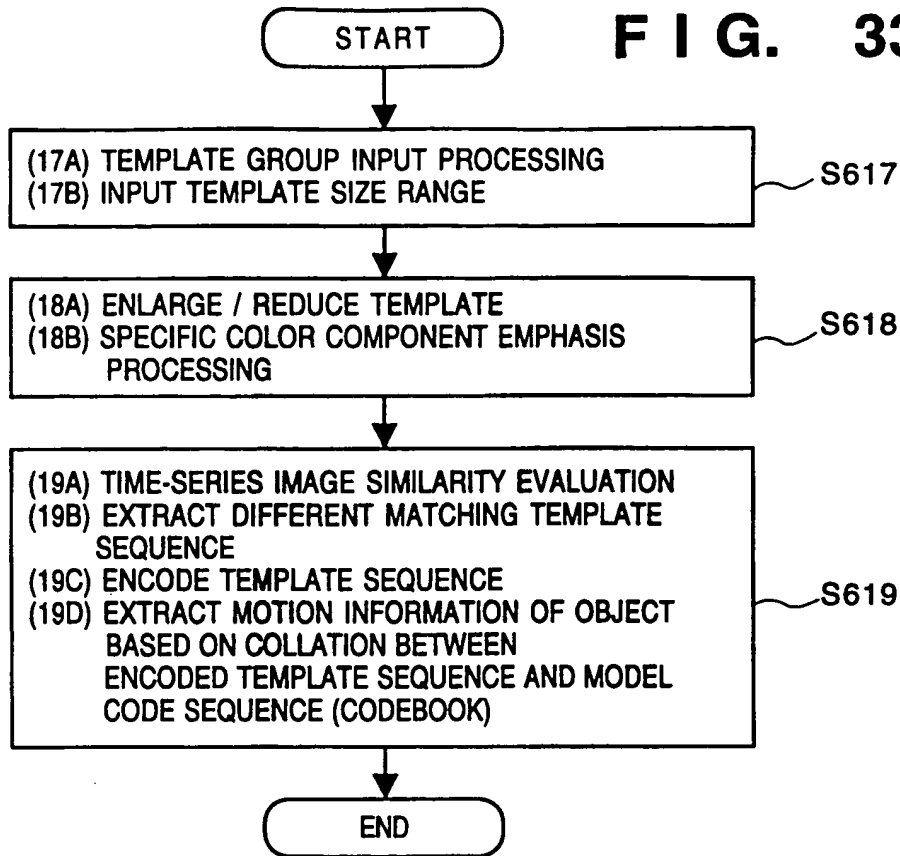 START
FIG. 33
(17A) TEMPLATE GROUP INPUT PROCESSING
(17B) INPUT TEMPLATE SIZE RANGE
S617
(18A) ENLARGE / REDUCE TEMPLATE
(18B) SPECIFIC COLOR COMPONENT EMPHASIS
PROCESSING
S618
(19A) TIME-SERIES IMAGE SIMILARITY EVALUATION
(19B) EXTRACT DIFFERENT MATCHING TEMPLATE
SEQUENCE
(19C) ENCODE TEMPLATE SEQUENCE
(19D) EXTRACT MOTION INFORMATION OF OBJECT
BASED ON COLLATION BETWEEN
ENCODED TEMPLATE SEQUENCE AND MODEL
CODE SEQUENCE (CODEBOOK)
S619
END